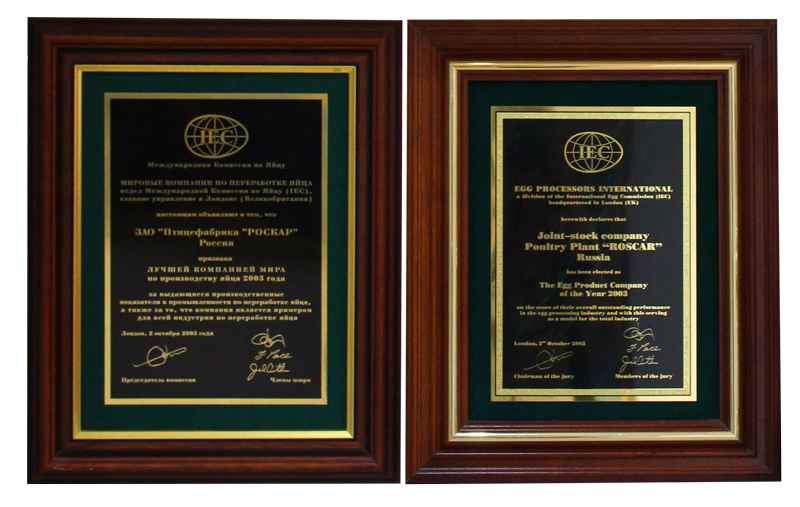 IEC
Международная Комиссия по Яйцу
МИРОВЫЕ КОМПАНИИ ПО ПЕРЕРАБОТКЕ ЯЙЦА
отдел Международной Комиссии по Яйцу (IEC),
главное управление в Лондоне (Великобритания)
настоящим объявляют о том, что
ЗАО "Птицефабрика "РОСКАР"
Россия
признана
ЛУЧШЕЙ КОМПАНИЕЙ МИРА
по производству яйца 2003 года
за выдающиеся производственные
показатели в промышленности по переработке яйца,
а также за то, что компания является примером
для всей индустрии по переработке яйца
Лондон, 2 октября 2003 года
Председатель комиссии
Члены жюри
IEC
EGG PROCESSORS INTERNATIONAL
a division of the International Egg Commission (IEC)
headquartered in London (UK)
herewith declares that
Joint-stock company
Poultry Plant “ROSCAR”
Russia
has been elected as
The Egg Product Company
of the Year 2003
on the score of their overall outstanding performance
in the egg processing industry and with this serving
as a model for the total industry
London, 2nd October 2003
Chairman of the Jury
Members of the Jury